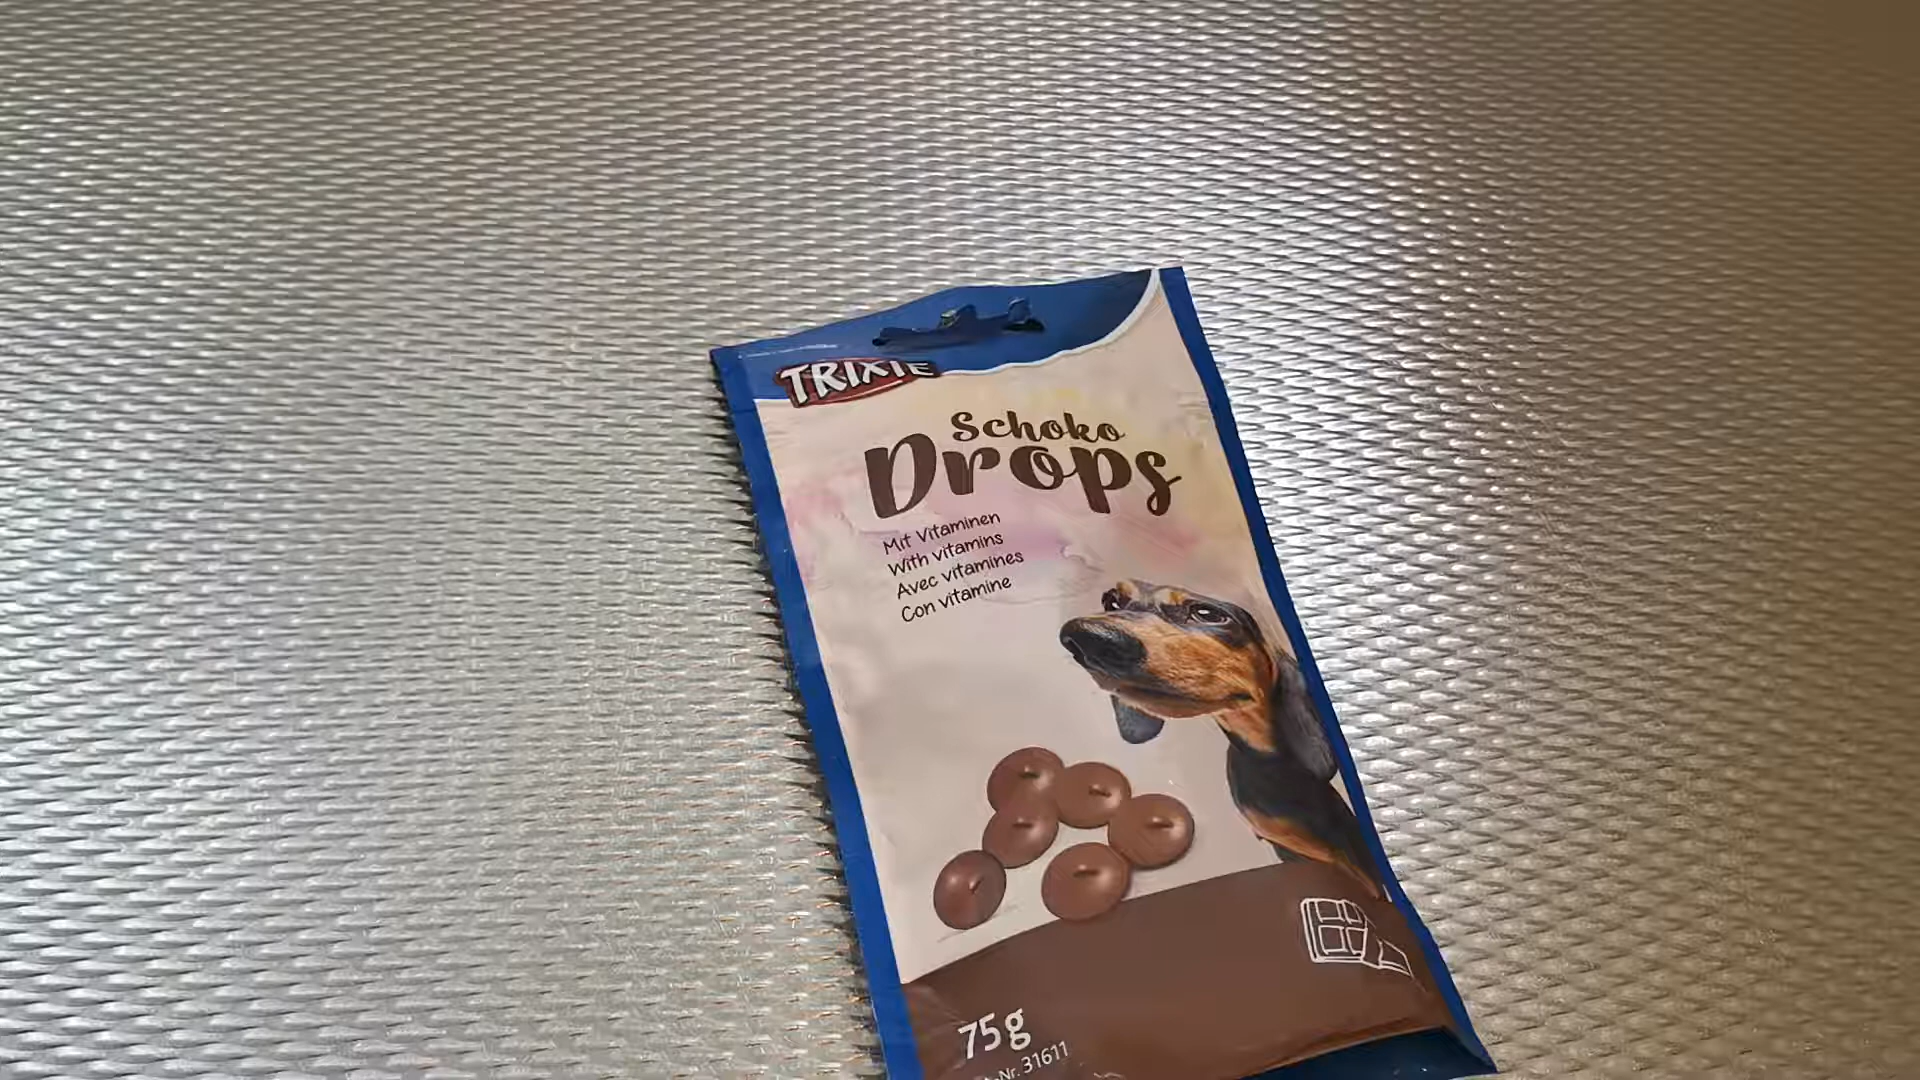 TRIXIE
Schoko
Drops
Mit Vitaminen
With vitamins
Avec vitamines
Con vitamine
75g
Nr. 31611